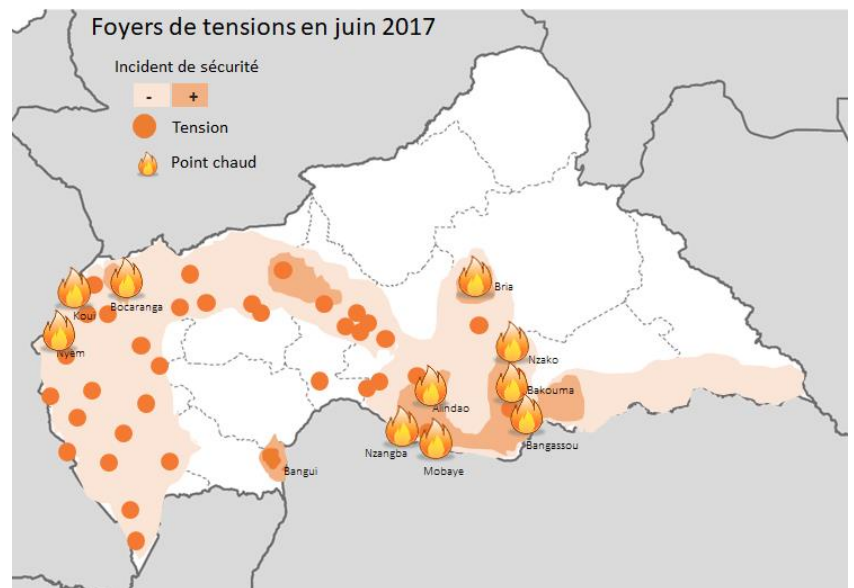 Foyers de tensions en juin 2017
Incident de sécurité
- +
Tension
Point chaud
Bria
Koui
Bocaranga
Nyem
Nzako
Bakouma
Alindao
Bangassou
Nzangba
Mobaye
Bangui